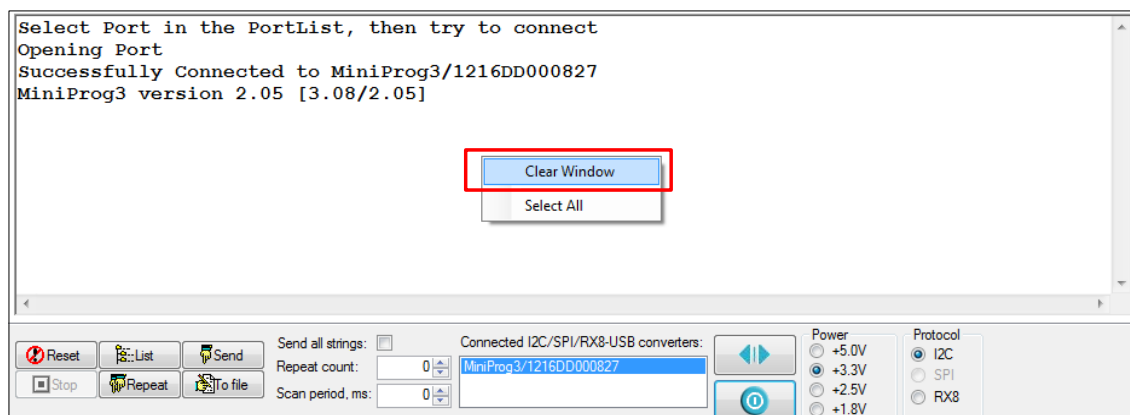 Select Port in the PortList, then try to connect
Opening Port
Successfully Connected to MiniProg3/1216DD000827
MiniProg3 version 2.05 [3.08/2.05]
Clear Window
Select All
Reset
List
Send
Stop
Repeat
To file
Send all strings:
Repeat count: 0
Scan period, ms: 0
Connected I2C/SPI/RX8-USB converters:
MiniProg3/1216DD000827
Power
+5.0V
+3.3V
+2.5V
+1.8V
Protocol
I2C
SPI
RX8